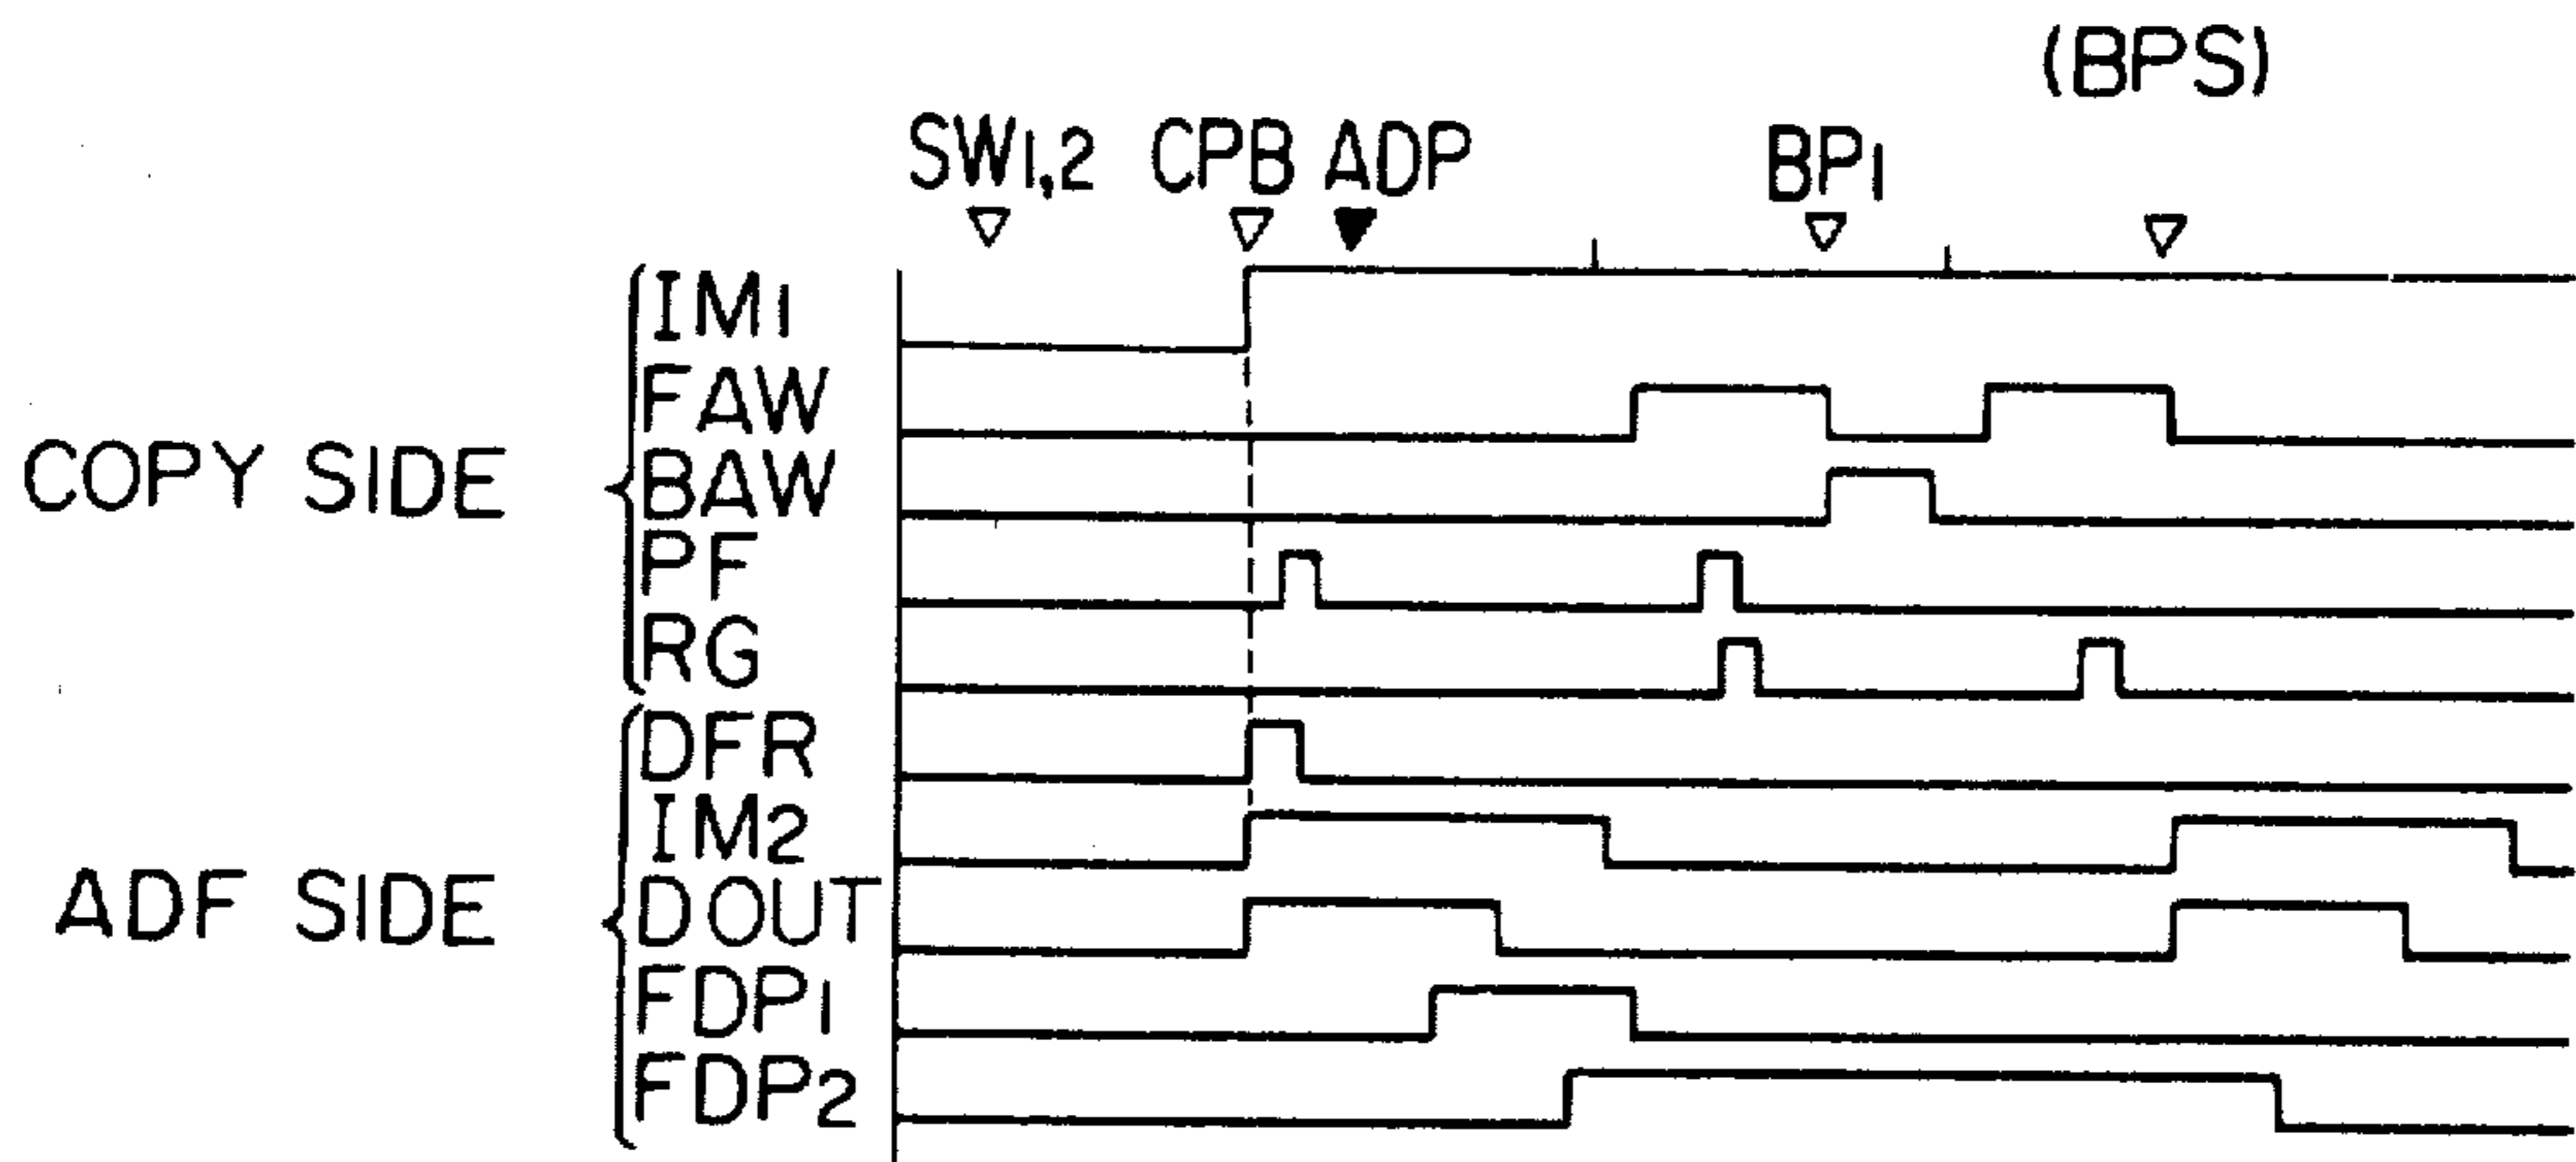 (BPS)
SW1,2 CPB ADP BP1
COPY SIDE
IM1
FAW
BAW
PF
RG
ADF SIDE
DFR
IM2
DOUT
FDP1
FDP2